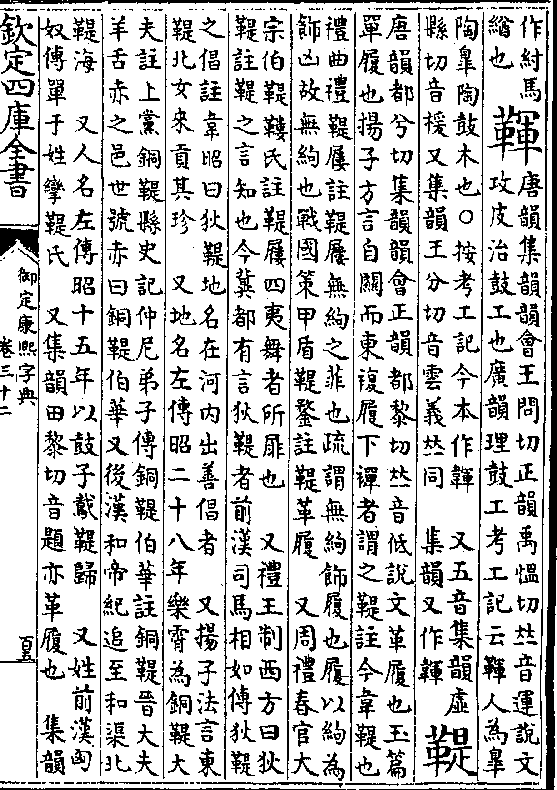 作紂馬
緧也
鞸
唐韻集韻韻會王問切正韻禹慍切𠀤音運說文
攻皮治鼓工也廣韻理鼓工考工記云鞸人為皐
陶臯陶鼓木也〇按考工記今本作韗 又五音集韻虛
縣切音楥又集韻王分切音雲義𠀤同 集韻又作韗
鞮
唐韻都兮切集韻韻會正韻都黎切𠀤音低說文革履也玉篇
單履也揚子方言自關而東複履下禪者謂之鞮註今韋鞮也
禮曲禮鞮屨註鞮屨無絇之菲也疏謂無絇飾屨也屨以絇為
飾凶故無絇也戰國策甲盾鞮鍪註鞮革履 又周禮春官大
宗伯鞮鞻氏註鞮屨四夷舞者所扉也 又禮王制西方曰狄
鞮註鞮之言知也今冀都有言狄鞮者前漢司馬相如傳狄鞮
之倡註韋昭曰狄鞮地名在河內出善倡者 又揚子法言東
鞮北女來貢其珍 又地名左傳昭二十八年樂霄為銅鞮大
夫註上黨銅鞮縣史記仲尼弟子傳銅鞮伯華註銅鞮晉大夫
羊舌赤之邑世號赤曰銅鞮伯華又後漢和帝紀追至和渠北
鞮海 又人名左傳昭十五年以鼓子䳒鞮歸 又姓前漢匈
奴傳單于姓攣鞮氏 又集韻田黎切音題亦革履也 集韻
欽定四庫全書
御定康熙字典
卷三十二
百五